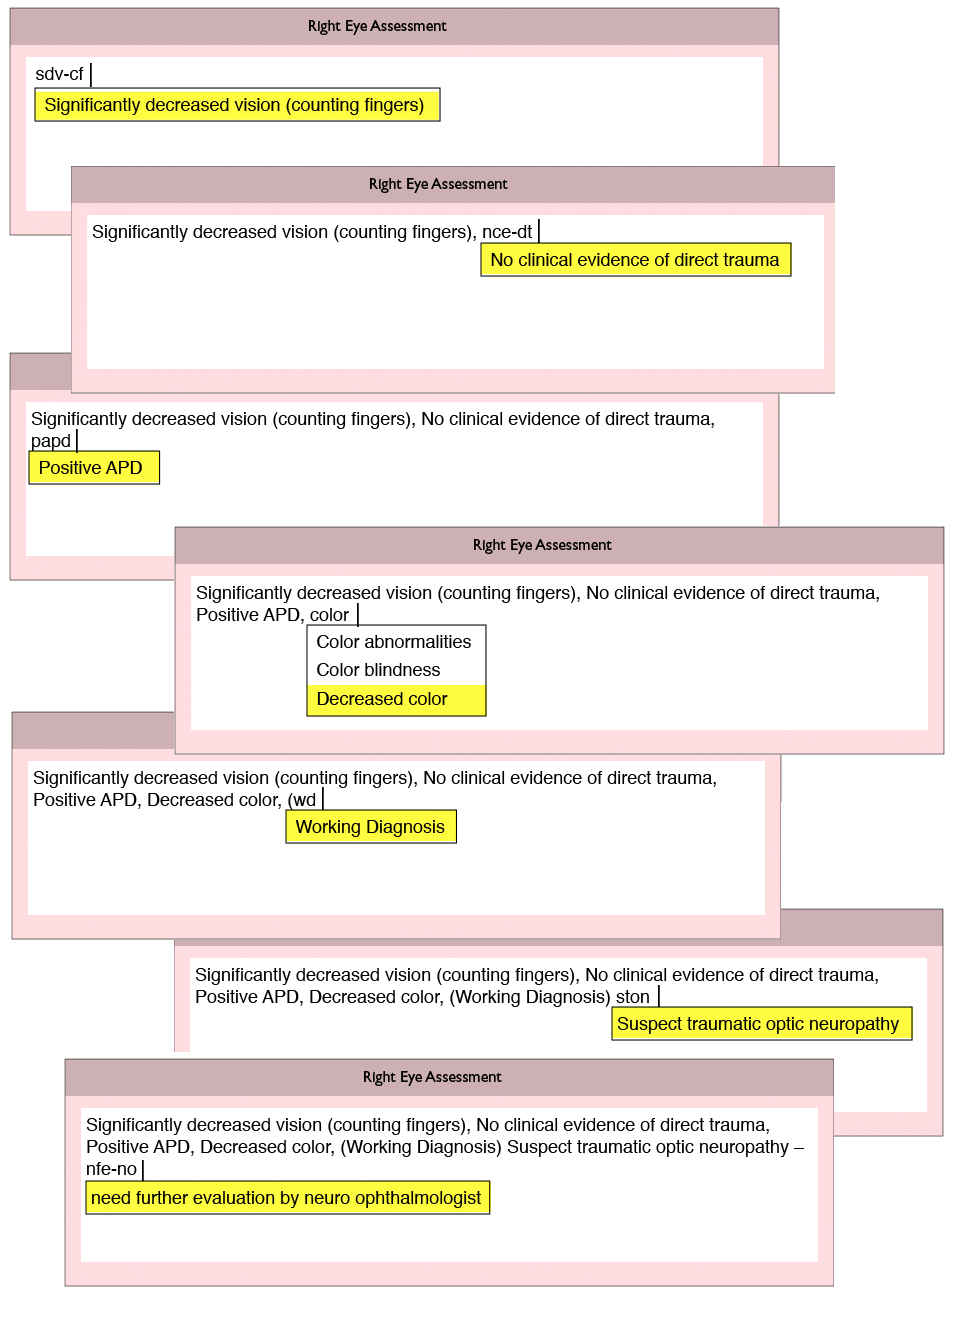 Right Eye Assessment
sdv-cf
Significantly decreased vision (counting fingers)
Right Eye Assessment
Significantly decreased vision (counting fingers), nce-dt
No clinical evidence of direct trauma
Significantly decreased vision (counting fingers), No clinical evidence of direct trauma,
papd
Positive APD
Right Eye Assessment
Significantly decreased vision (counting fingers), No clinical evidence of direct trauma,
Positive APD, color
Color abnormalities
Color blindness
Decreased color
Significantly decreased vision (counting fingers), No clinical evidence of direct trauma,
Positive APD, Decreased color, (wd
Working Diagnosis
Significantly decreased vision (counting fingers), No clinical evidence of direct trauma,
Positive APD, Decreased color, (Working Diagnosis) ston
Suspect traumatic optic neuropathy
Right Eye Assessment
Significantly decreased vision (counting fingers), No clinical evidence of direct trauma,
Positive APD, Decreased color, (Working Diagnosis) Suspect traumatic optic neuropathy –
nfe-no
need further evaluation by neuro ophthalmologist